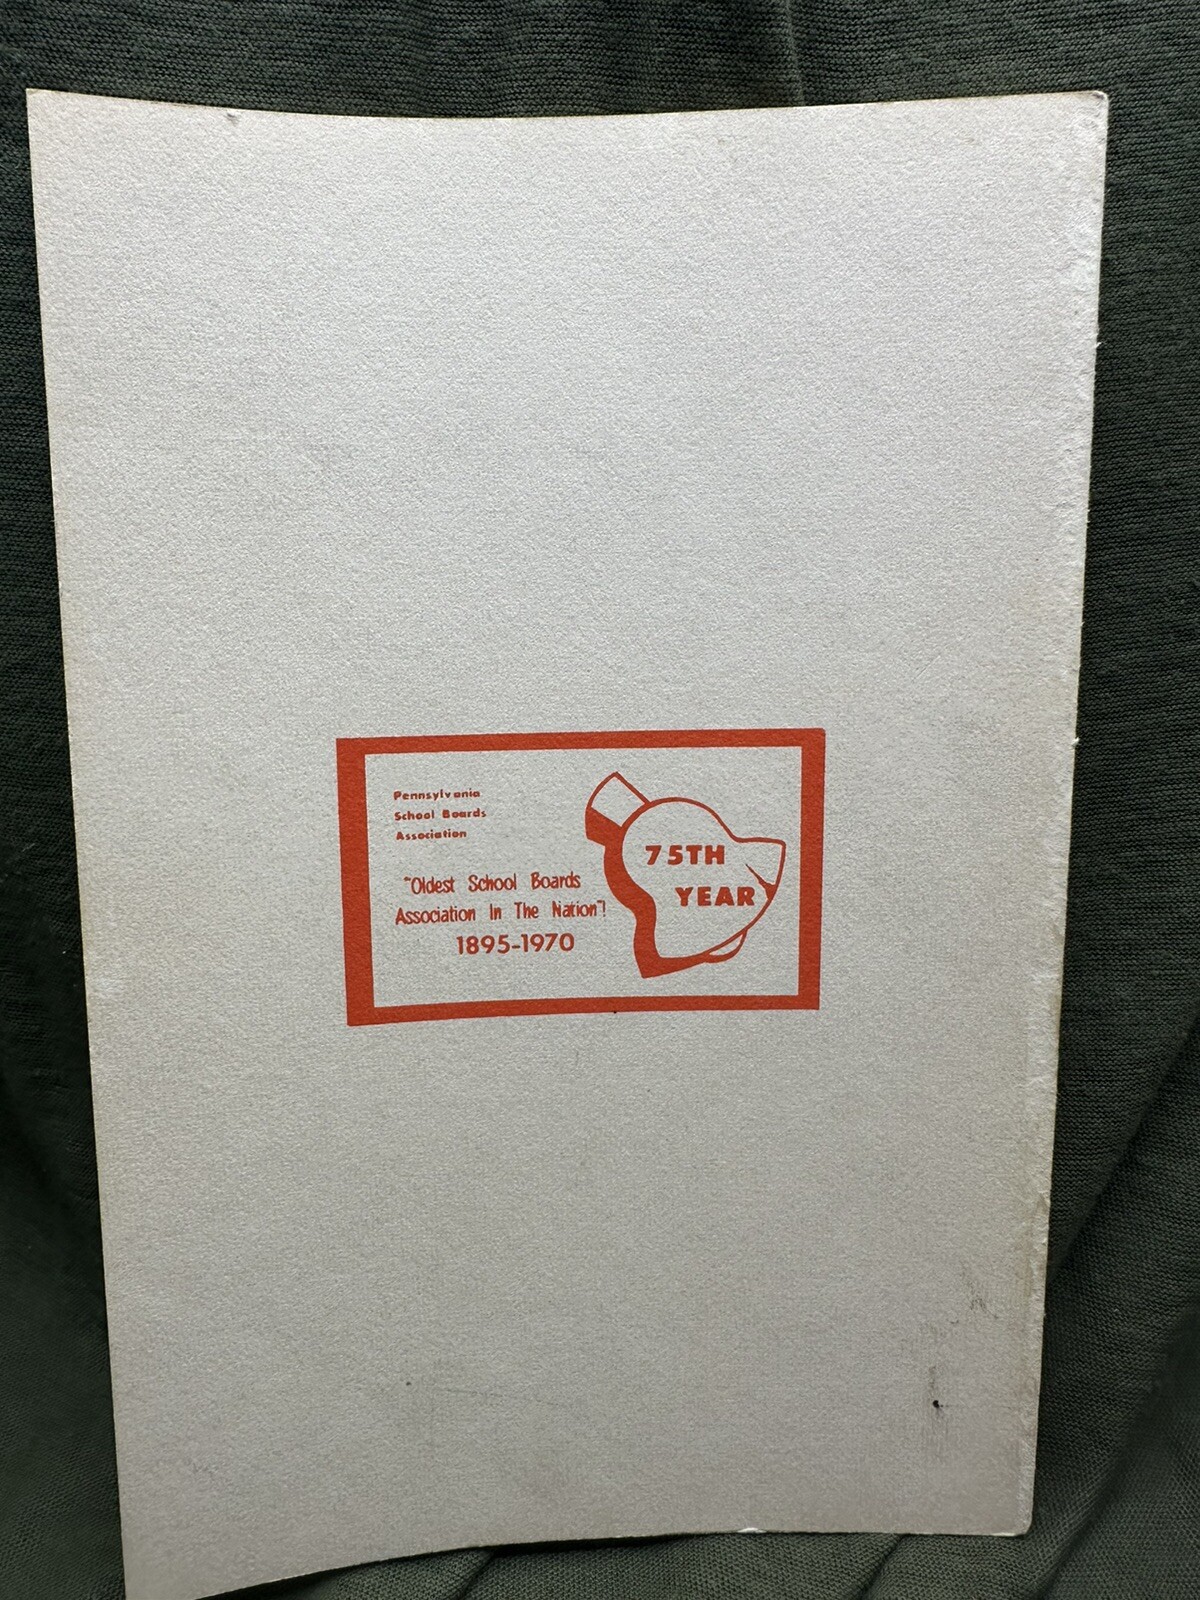 Pennsylvania
School Boards
Association
"Oldest School Boards
Association In The Nation"!
1895-1970
75TH
YEAR